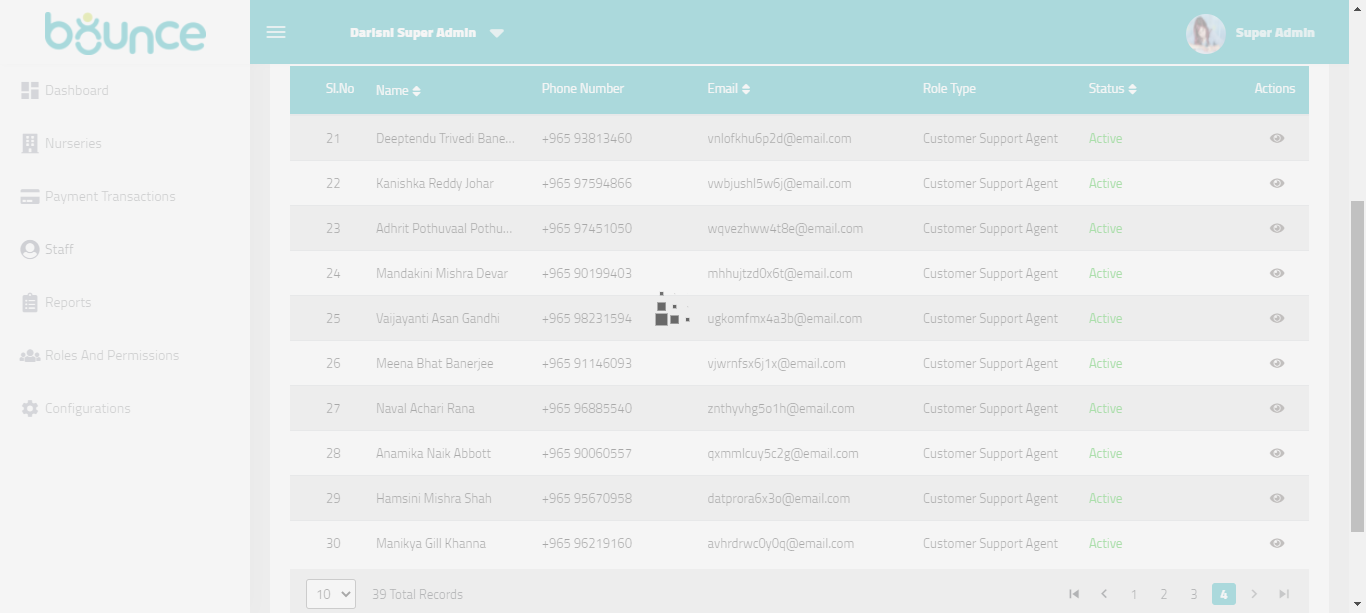 bounce
Darisni Super Admin
Super Admin
Dashboard
Nurseries
Payment Transactions
Staff
Reports
Roles And Permissions
Configurations
Sl.No Name Phone Number Email Role Type Status Actions
21 Deeptendu Trivedi Bane... +965 93813460 vnlofkhu6p2d@email.com Customer Support Agent Active
22 Kanishka Reddy Johar +965 97594866 vwbjushl5w6j@email.com Customer Support Agent Active
23 Adhrit Pothuvaal Pothu... +965 97451050 wqvezhww4t8e@email.com Customer Support Agent Active
24 Mandakini Mishra Devar +965 90199403 mhhujtzd0x6t@email.com Customer Support Agent Active
25 Vaijayanti Asan Gandhi +965 98231594 ugkomfmx4a3b@email.com Customer Support Agent Active
26 Meena Bhat Banerjee +965 91146093 vjwrnfsx6j1x@email.com Customer Support Agent Active
27 Naval Achari Rana +965 96885540 znthyvhg5o1h@email.com Customer Support Agent Active
28 Anamika Naik Abbott +965 90060557 qxmmlcuy5c2g@email.com Customer Support Agent Active
29 Hamsini Mishra Shah +965 95670958 datprora6x3o@email.com Customer Support Agent Active
30 Manikya Gill Khanna +965 96219160 avhrdrwc0y0q@email.com Customer Support Agent Active
10 39 Total Records 1 2 3 4